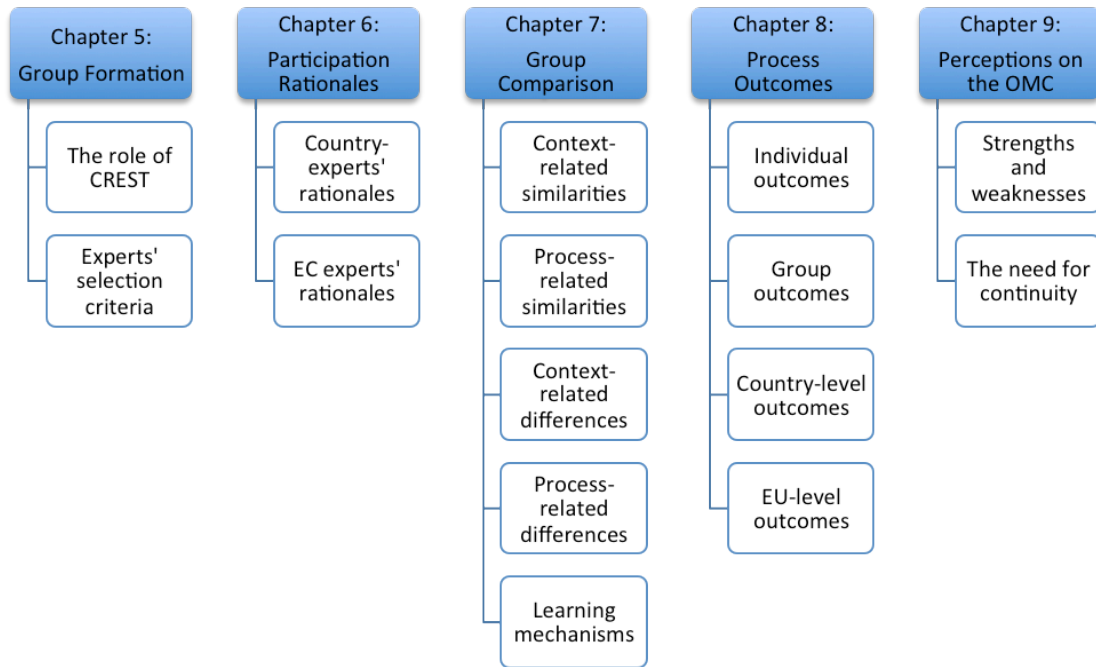 Chapter 5:
Group Formation
The role of
CREST
Experts'
selection
criteria
Chapter 6:
Participation
Rationales
Country-
experts'
rationales
EC experts'
rationales
Chapter 7:
Group
Comparison
Context-
related
similarities
Process-
related
similarities
Context-
related
differences
Process-
related
differences
Learning
mechanisms
Chapter 8:
Process
Outcomes
Individual
outcomes
Group
outcomes
Country-level
outcomes
EU-level
outcomes
Chapter 9:
Perceptions on
the OMC
Strengths
and
weaknesses
The need for
continuity